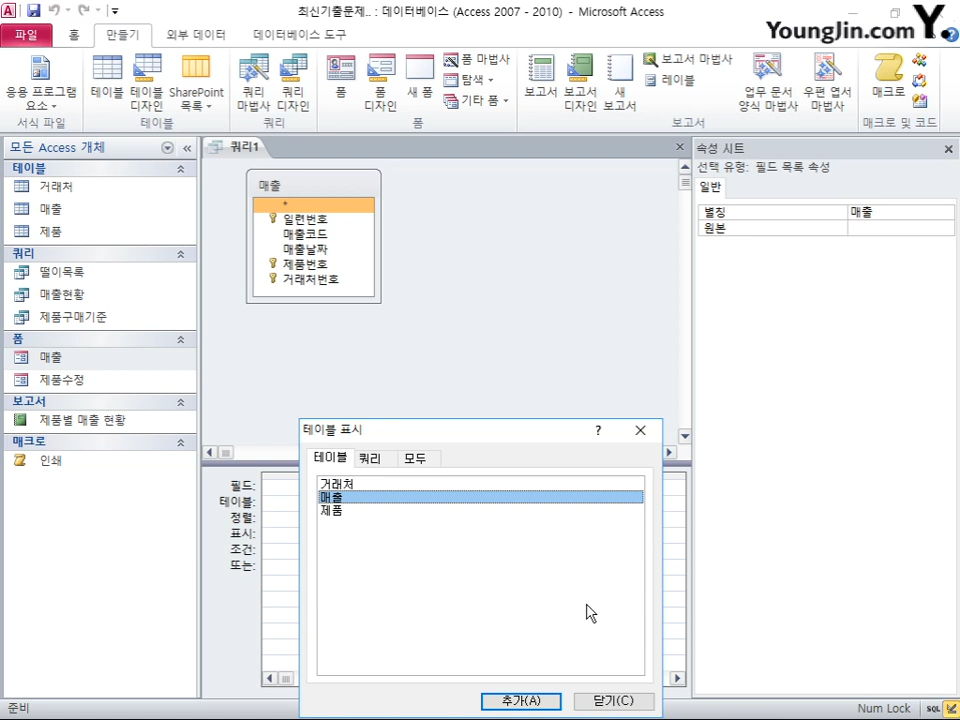 최신기출문제.. : 데이터베이스 (Access 2007 - 2010) - Microsoft Access
Younglin.com Y.
파일 홈 만들기 외부 데이터 데이터베이스 도구
응용 프로그램 요소
테이블
테이블 디자인
SharePoint 목록
쿼리 마법사
쿼리 디자인
폼
폼 디자인
새 폼
폼 마법사
탐색
기타 폼
보고서
보고서 디자인
새 보고서
보고서 마법사
레이블
업무 문서 양식 마법사
우편 엽서 마법사
매크로
서식 파일 테이블 쿼리 폼 보고서 매크로 및 코드
모든 Access 개체
테이블
거래처
매출
제품
쿼리
떨이목록
매출현황
제품구매기준
폼
매출
제품수정
보고서
제품별 매출 현황
매크로
인쇄
쿼리1
매출
*
일련번호
매출코드
매출날짜
제품번호
거래처번호
필드:
테이블:
정렬:
표시:
조건:
또는:
테이블 표시
테이블 쿼리 모두
거래처
매출
제품
추가(A) 닫기(C)
속성 시트
선택 유형: 필드 목록 속성
일반
별칭 매출
원본
준비 Num Lock SQL